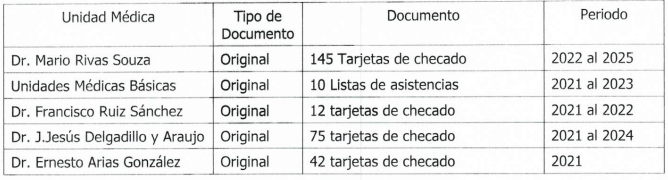 Unidad Médica | Tipo de Documento | Documento | Periodo
Dr. Mario Rivas Souza | Original | 145 Tarjetas de checado | 2022 al 2025
Unidades Médicas Básicas | Original | 10 Listas de asistencias | 2021 al 2023
Dr. Francisco Ruiz Sánchez | Original | 12 tarjetas de checado | 2021 al 2022
Dr. J.Jesús Delgadillo y Araujo | Original | 75 tarjetas de checado | 2021 al 2024
Dr. Ernesto Arias González | Original | 42 tarjetas de checado | 2021